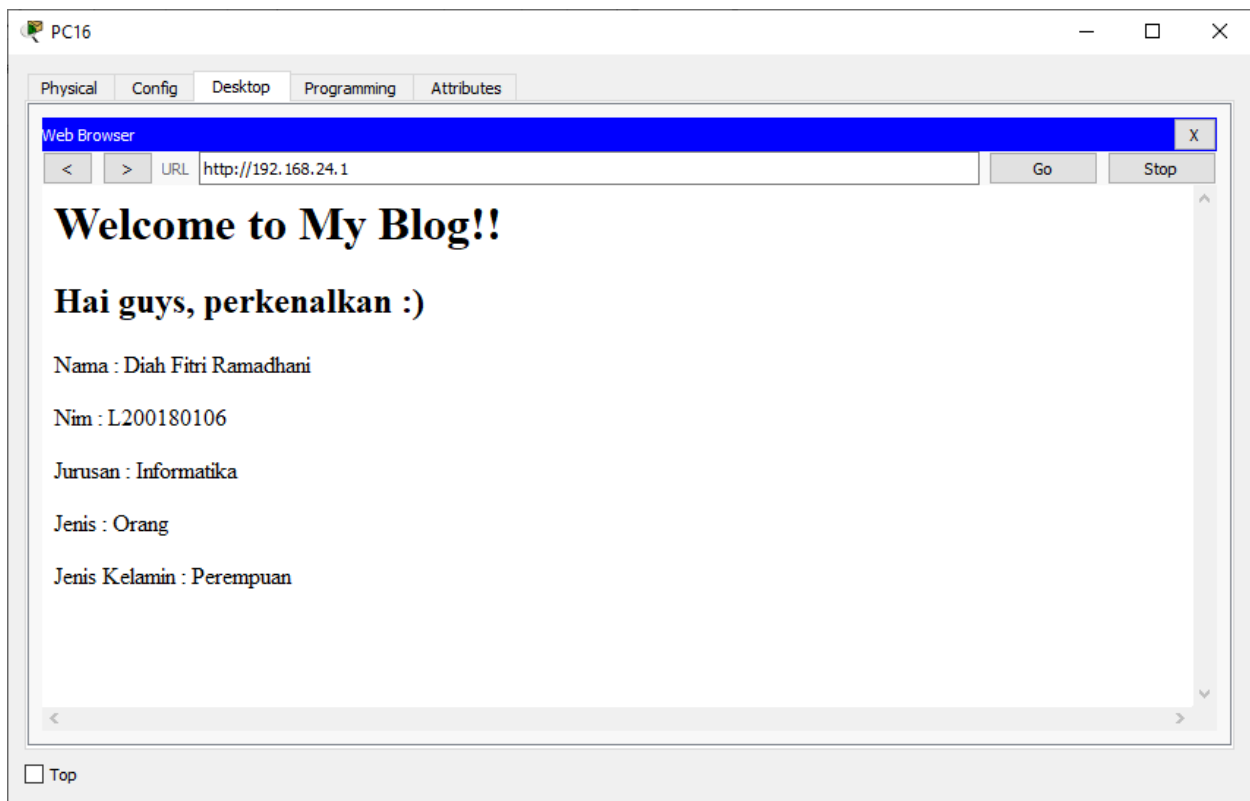 PC16
Physical Config Desktop Programming Attributes
Web Browser X
< > URL http://192.168.24.1 Go Stop
Welcome to My Blog!!
Hai guys, perkenalkan :)
Nama : Diah Fitri Ramadhani
Nim : L200180106
Jurusan : Informatika
Jenis : Orang
Jenis Kelamin : Perempuan
Top